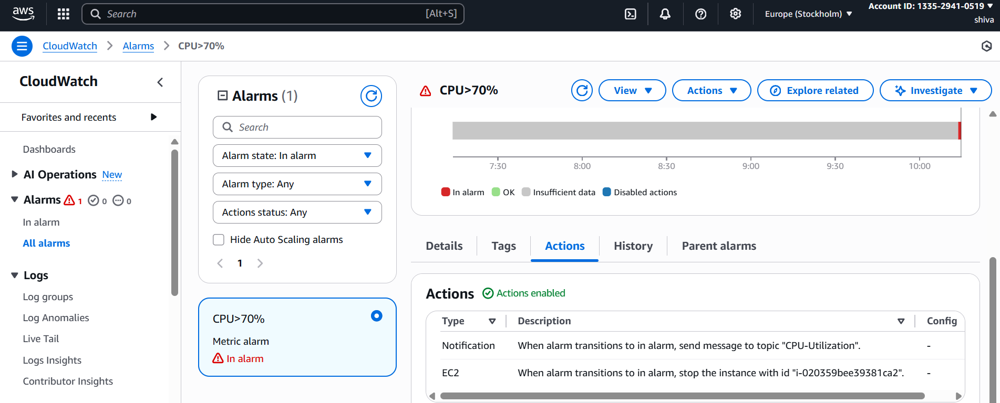 aws
Search
[Alt+S]
Europe (Stockholm)
Account ID: 1335-2941-0519
shiva
CloudWatch
Alarms
CPU>70%
CloudWatch
Favorites and recents
Dashboards
AI Operations New
Alarms 1 0 0
In alarm
All alarms
Logs
Log groups
Log Anomalies
Live Tail
Logs Insights
Contributor Insights
Alarms (1)
Search
Alarm state: In alarm
Alarm type: Any
Actions status: Any
Hide Auto Scaling alarms
1
CPU>70%
Metric alarm
In alarm
CPU>70%
View
Actions
Explore related
Investigate
7:30 8:00 8:30 9:00 9:30 10:00
In alarm OK Insufficient data Disabled actions
Details Tags Actions History Parent alarms
Actions Actions enabled
Type Description Config
Notification When alarm transitions to in alarm, send message to topic "CPU-Utilization". -
EC2 When alarm transitions to in alarm, stop the instance with id "i-020359bee39381ca2". -